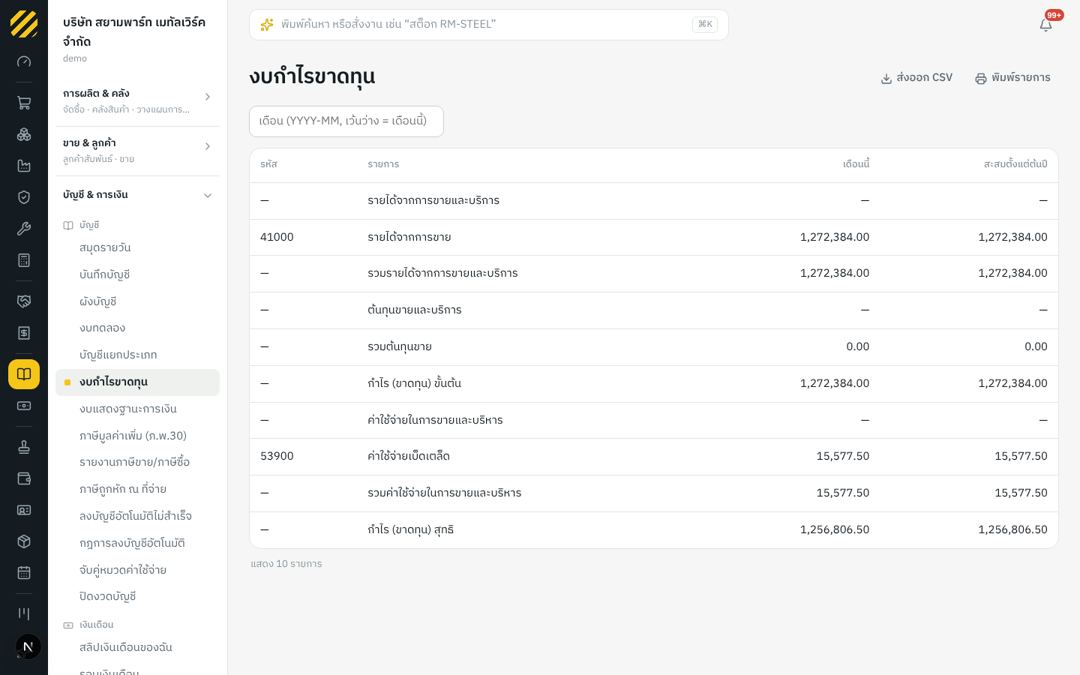 บริษัท สยามพาร์ท เมทัลเวิร์ค
จำกัด
demo
การผลิต & คลัง
จัดซื้อ · คลังสินค้า · วางแผนการ...
ขาย & ลูกค้า
ลูกค้าสัมพันธ์ · ขาย
บัญชี & การเงิน
บัญชี
สมุดรายวัน
บันทึกบัญชี
ผังบัญชี
งบทดลอง
บัญชีแยกประเภท
งบกำไรขาดทุน
งบแสดงฐานะการเงิน
ภาษีมูลค่าเพิ่ม (ภ.พ.30)
รายงานภาษีขาย/ภาษีซื้อ
ภาษีถูกหัก ณ ที่จ่าย
ลงบัญชีอัตโนมัติไม่สำเร็จ
กฎการลงบัญชีอัตโนมัติ
จับคู่หมวดค่าใช้จ่าย
ปิดงวดบัญชี
เงินเดือน
สลิปเงินเดือนของฉัน
รอบเงินเดือน
N
พิมพ์ค้นหา หรือสั่งงาน เช่น “สต็อก RM-STEEL”
⌘K
99+
งบกำไรขาดทุน
ส่งออก CSV
พิมพ์รายการ
เดือน (YYYY-MM, เว้นว่าง = เดือนนี้)
รหัส รายการ เดือนนี้ สะสมตั้งแต่ต้นปี
— รายได้จากการขายและบริการ — —
41000 รายได้จากการขาย 1,272,384.00 1,272,384.00
— รวมรายได้จากการขายและบริการ 1,272,384.00 1,272,384.00
— ต้นทุนขายและบริการ — —
— รวมต้นทุนขาย 0.00 0.00
— กำไร (ขาดทุน) ขั้นต้น 1,272,384.00 1,272,384.00
— ค่าใช้จ่ายในการขายและบริหาร — —
53900 ค่าใช้จ่ายเบ็ดเตล็ด 15,577.50 15,577.50
— รวมค่าใช้จ่ายในการขายและบริหาร 15,577.50 15,577.50
— กำไร (ขาดทุน) สุทธิ 1,256,806.50 1,256,806.50
แสดง 10 รายการ